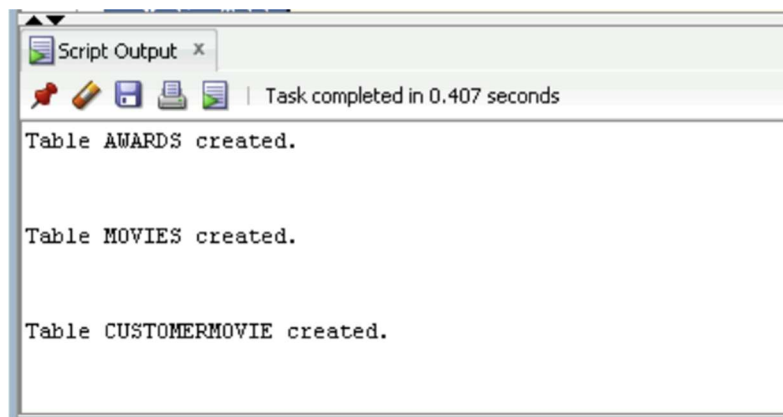 Script Output x
Task completed in 0.407 seconds
Table AWARDS created.
Table MOVIES created.
Table CUSTOMERMOVIE created.